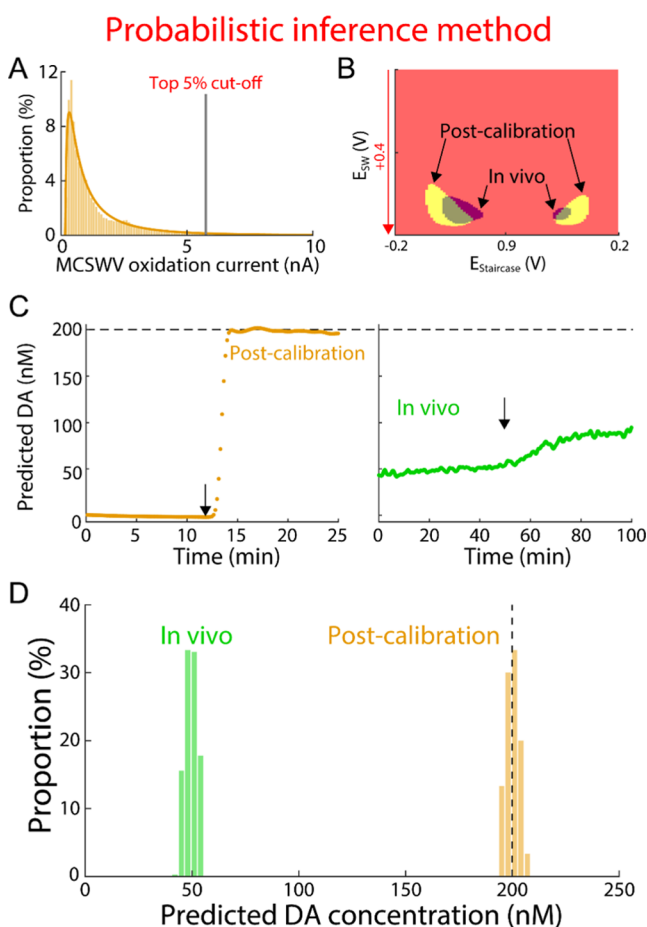 Probabilistic inference method
A
Top 5% cut-off
Proportion (%)
12
8
4
0
0
5
10
MCSWV oxidation current (nA)
B
Post-calibration
In vivo
ESW (V)
+0.4
-0.2
0.9
0.2
EStaircase (V)
C
Predicted DA (nM)
200
150
100
50
0
Post-calibration
0
5
10
15
20
25
Time (min)
In vivo
0
20
40
60
80
100
Time (min)
D
Proportion (%)
40
30
20
10
0
In vivo
Post-calibration
0
50
100
150
200
250
Predicted DA concentration (nM)